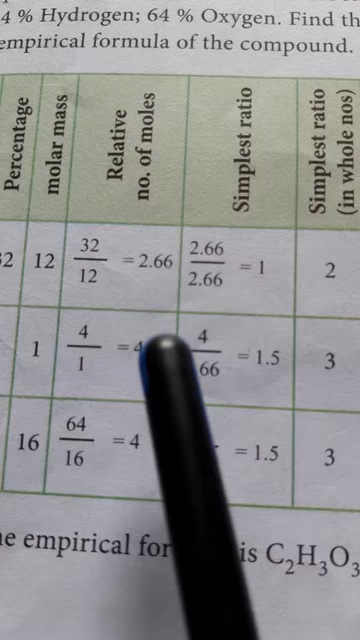 4 % Hydrogen; 64 % Oxygen. Find th
empirical formula of the compound.
Percentage molar mass Relative no. of moles Simplest ratio Simplest ratio (in whole nos)
32 12 32/12 = 2.66 2.66/2.66 = 1 2
1 4/1 = 4 4/66 = 1.5 3
16 64/16 = 4 = 1.5 3
e empirical for is C₂H₃O₃